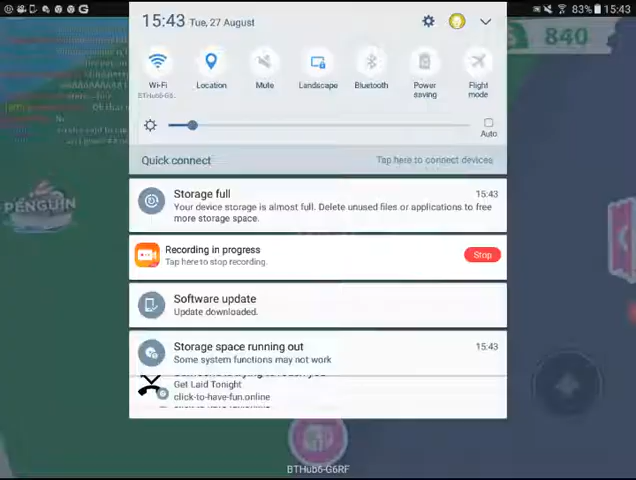 83% 15:43
15:43 Tue, 27 August
840
Wi-Fi
BTHub6-G6..
Location
Mute
Landscape
Bluetooth
Power saving
Flight mode
Auto
Quick connect
Tap here to connect devices
PENGUIN
Storage full 15:43
Your device storage is almost full. Delete unused files or applications to free
more storage space.
Recording in progress
Tap here to stop recording.
Stop
Software update
Update downloaded.
Storage space running out 15:43
Some system functions may not work
Get Laid Tonight
click-to-have-fun.online
BTHub6-G6RF